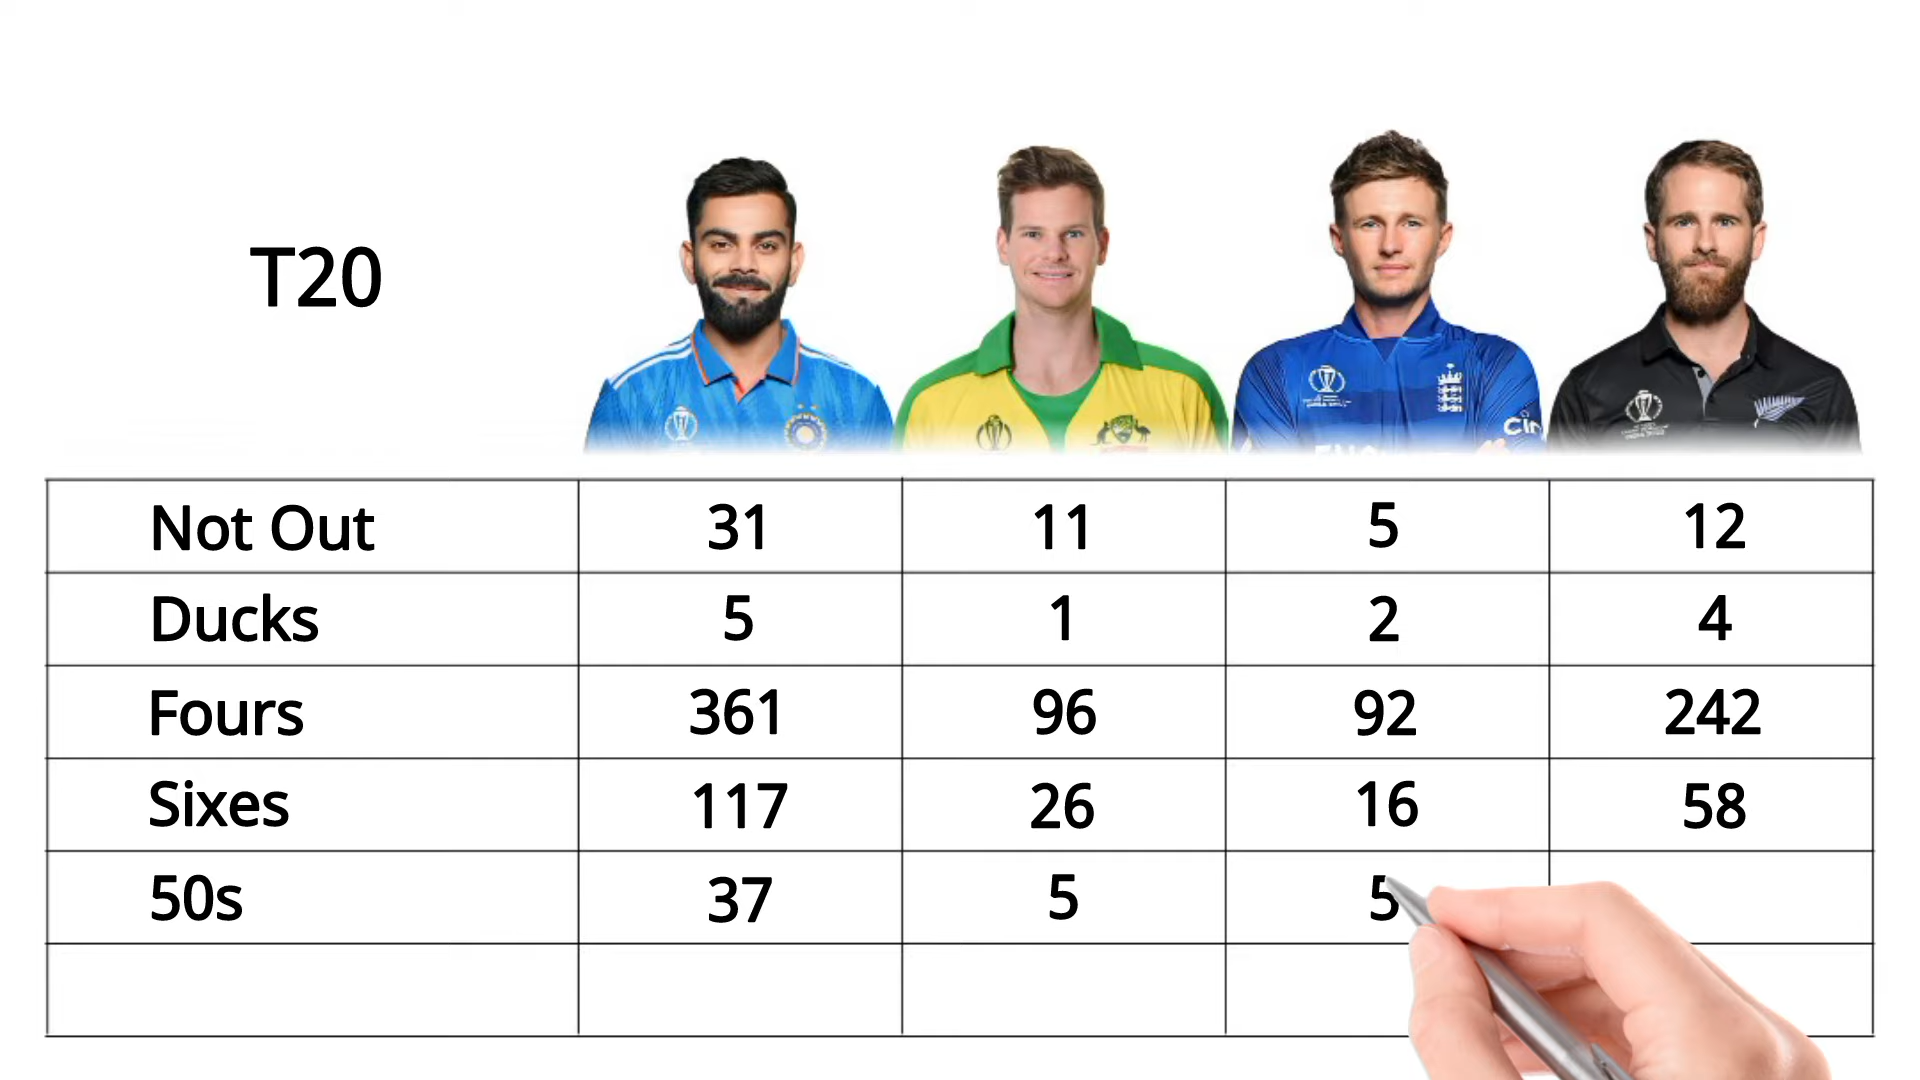 T20
Not Out 31 11 5 12
Ducks 5 1 2 4
Fours 361 96 92 242
Sixes 117 26 16 58
50s 37 5 5